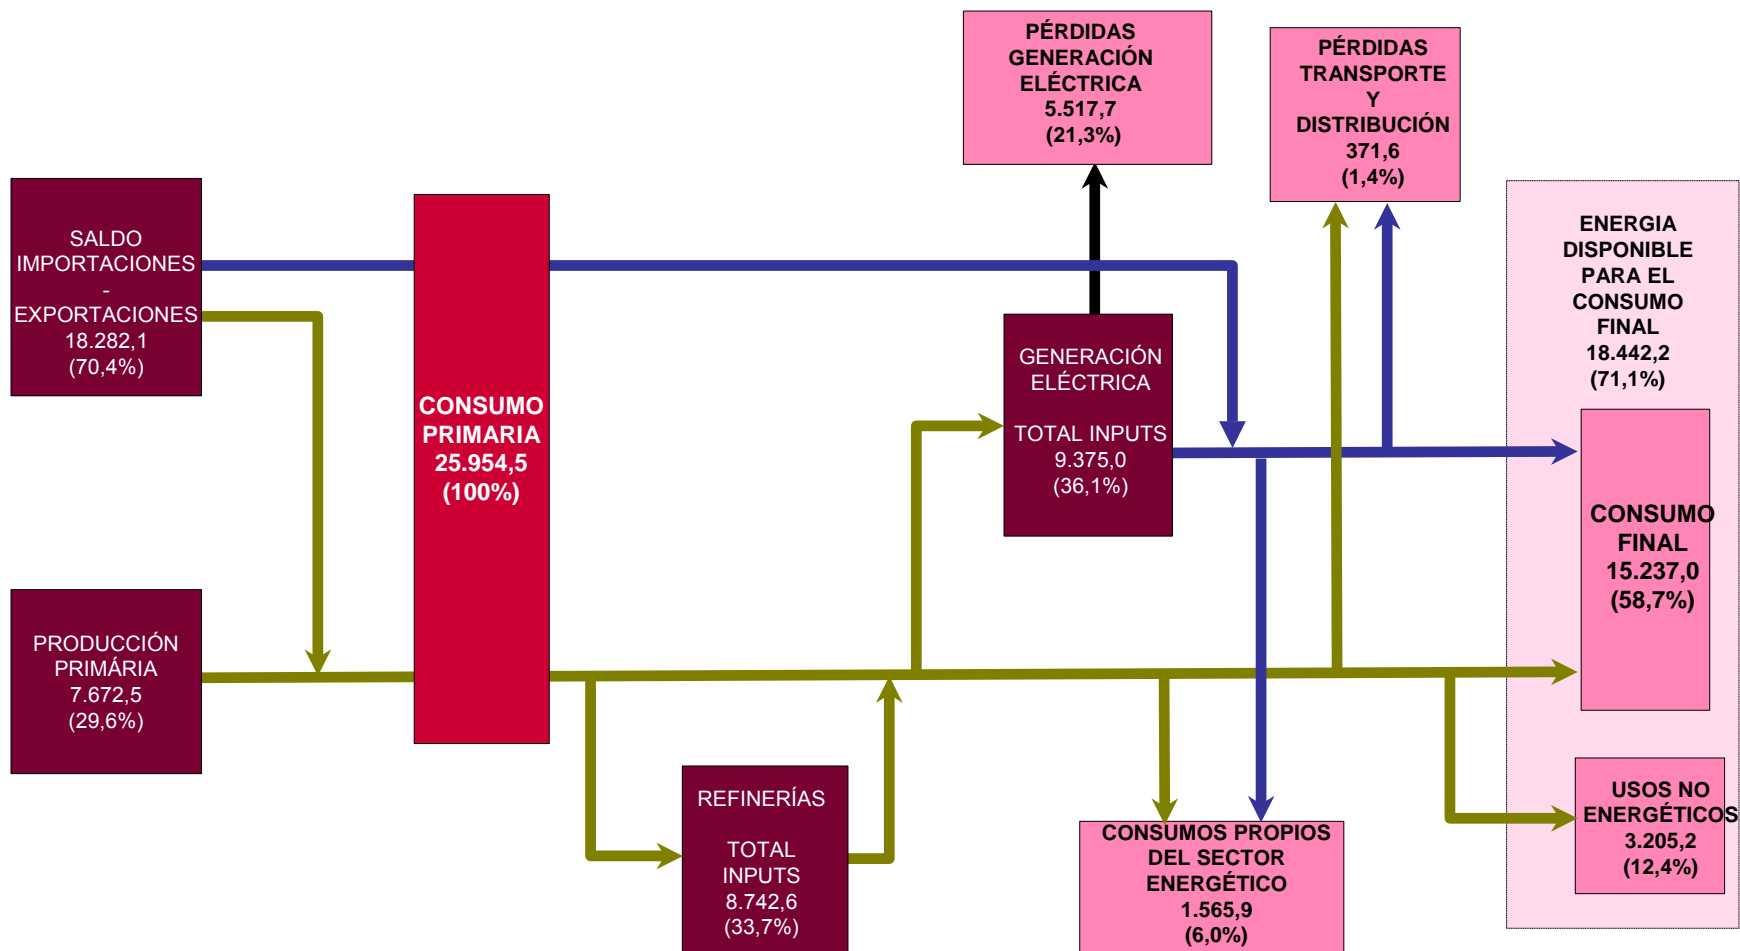 PÉRDIDAS
GENERACIÓN
ELÉCTRICA
5.517,7
(21,3%)
PÉRDIDAS
TRANSPORTE
Y
DISTRIBUCIÓN
371,6
(1,4%)
SALDO
IMPORTACIONES
-
EXPORTACIONES
18.282,1
(70,4%)
CONSUMO
PRIMARIA
25.954,5
(100%)
GENERACIÓN
ELÉCTRICA
TOTAL INPUTS
9.375,0
(36,1%)
ENERGIA
DISPONIBLE
PARA EL
CONSUMO
FINAL
18.442,2
(71,1%)
CONSUMO
FINAL
15.237,0
(58,7%)
PRODUCCIÓN
PRIMÁRIA
7.672,5
(29,6%)
REFINERÍAS
TOTAL
INPUTS
8.742,6
(33,7%)
CONSUMOS PROPIOS
DEL SECTOR
ENERGÉTICO
1.565,9
(6,0%)
USOS NO
ENERGÉTICOS
3.205,2
(12,4%)